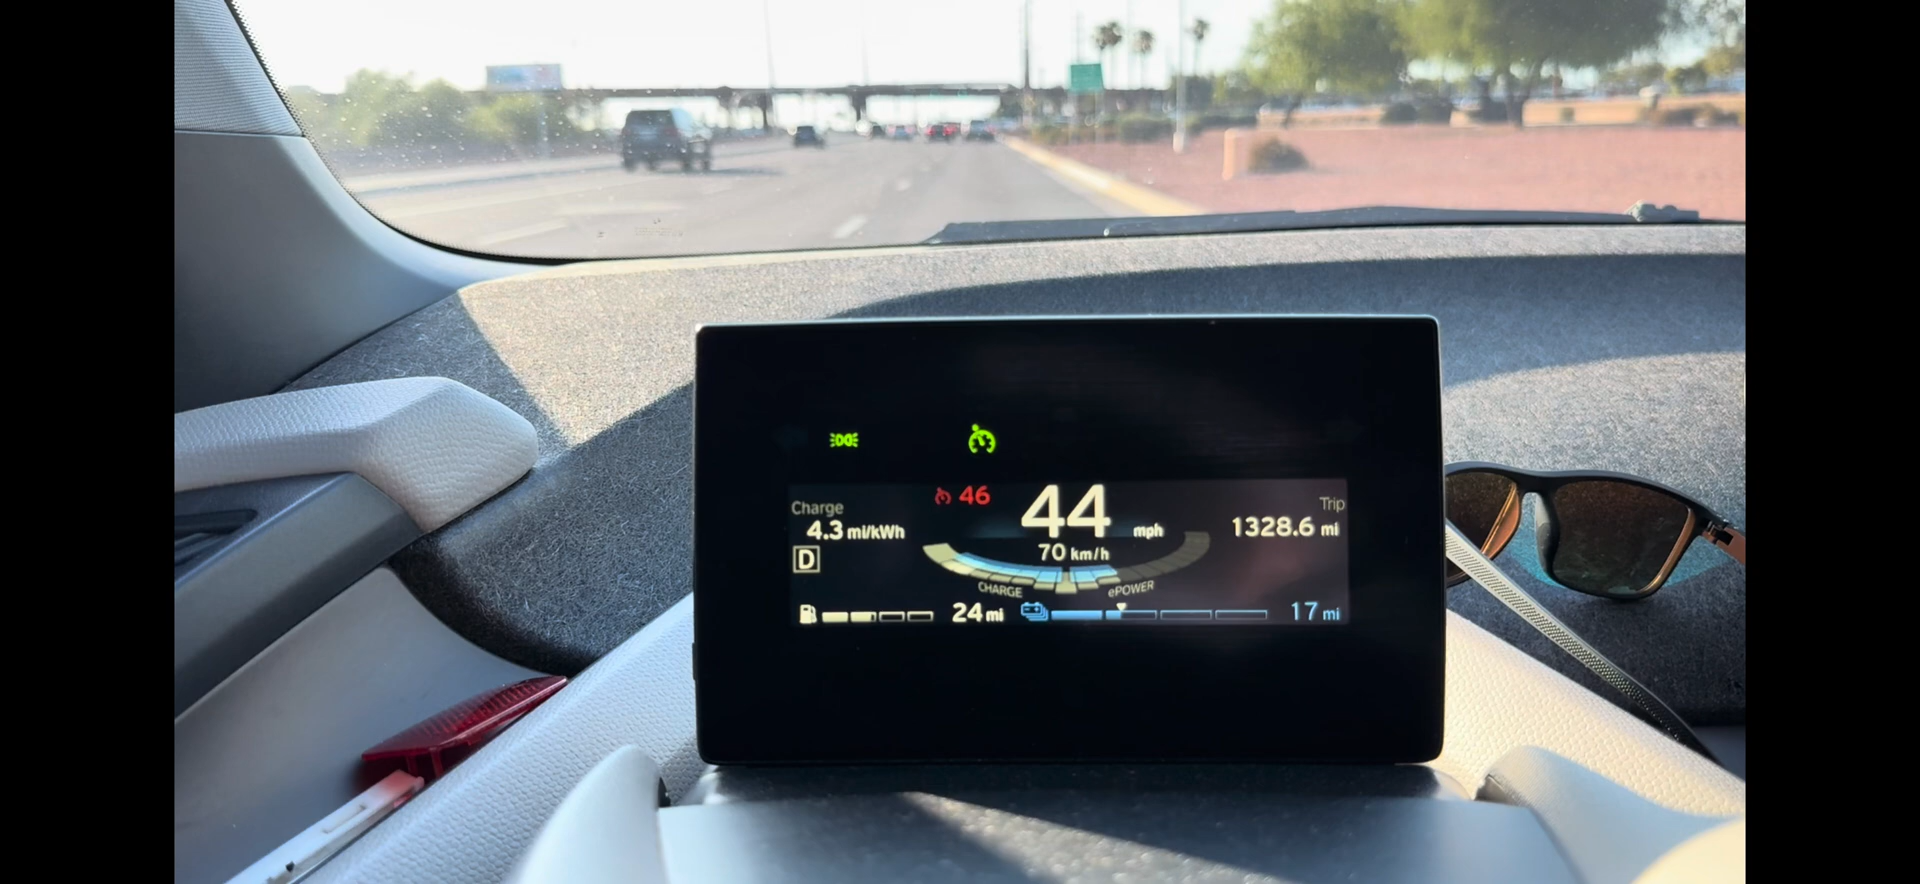 46
44 mph
70 km/h
Charge
4.3 mi/kWh
D
Trip
1328.6 mi
CHARGE
ePOWER
24 mi
17 mi